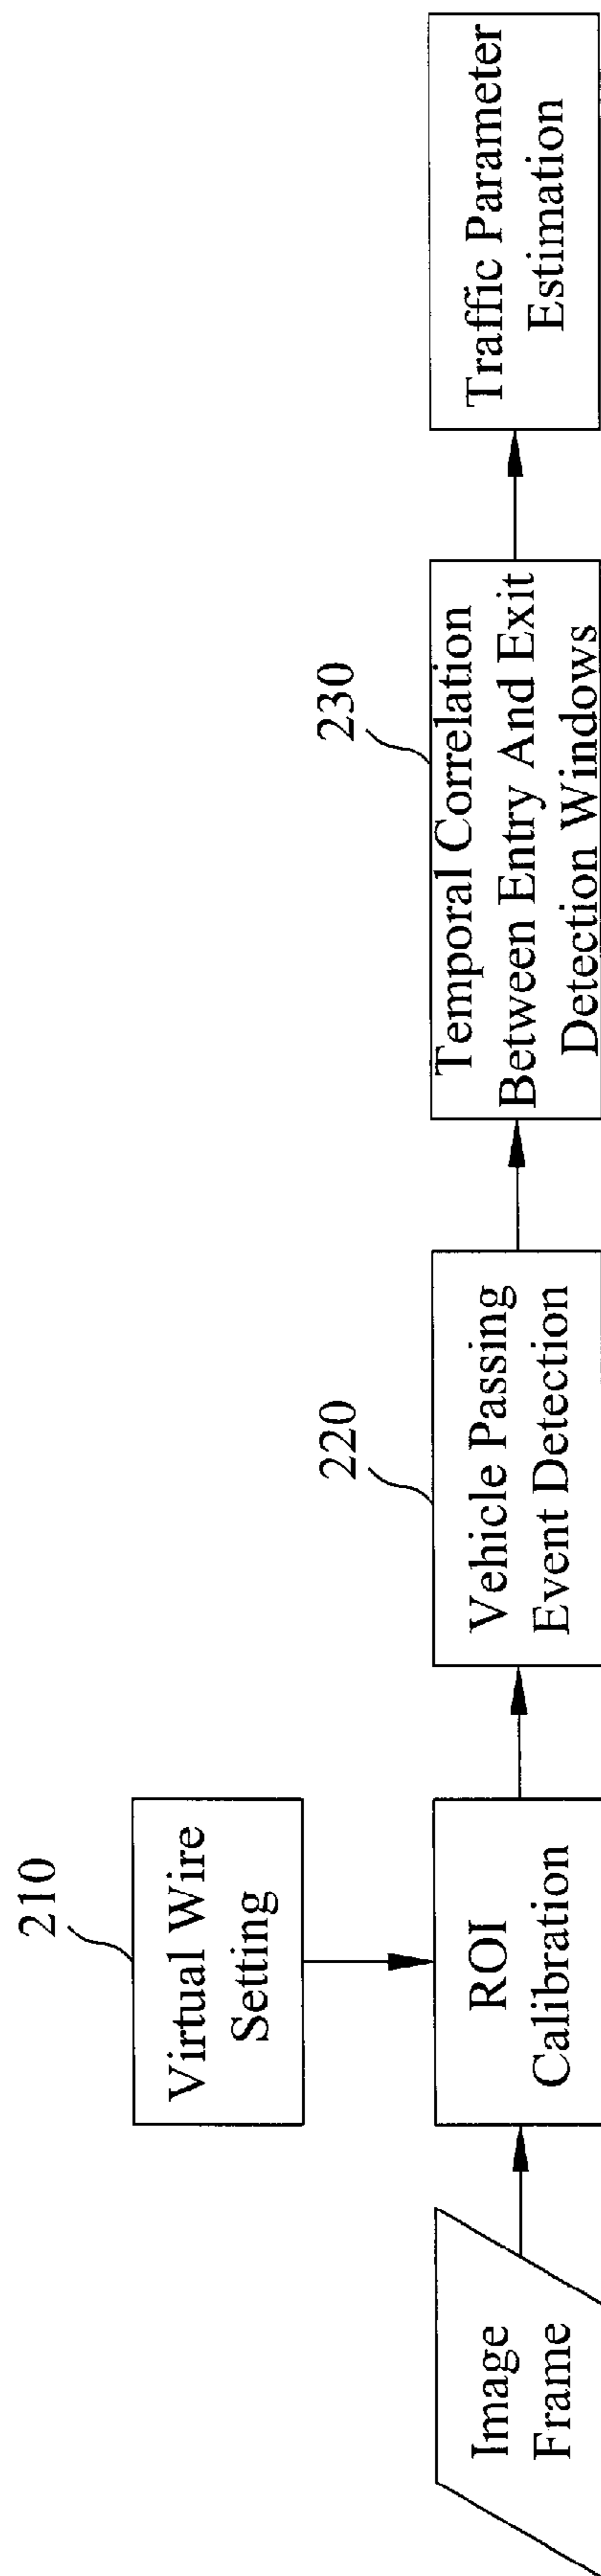 210
Virtual Wire
Setting
Image
Frame
ROI
Calibration
220
Vehicle Passing
Event Detection
230
Temporal Correlation
Between Entry And Exit
Detection Windows
Traffic Parameter
Estimation